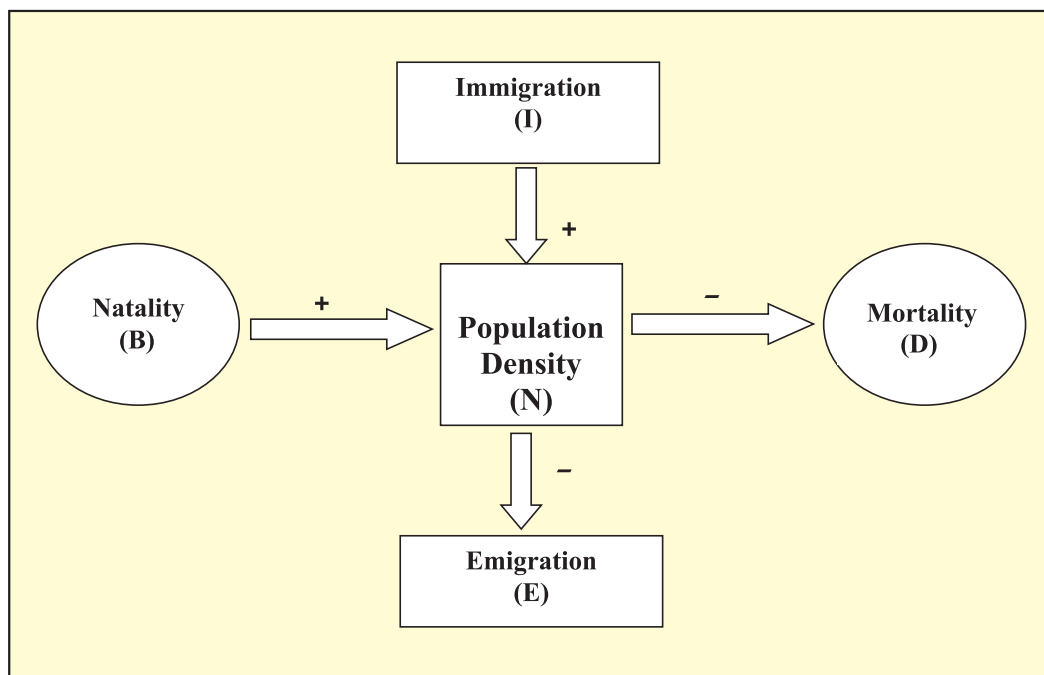 Immigration
(I)
+
Natality
(B)
+
Population
Density
(N)
–
Mortality
(D)
–
Emigration
(E)